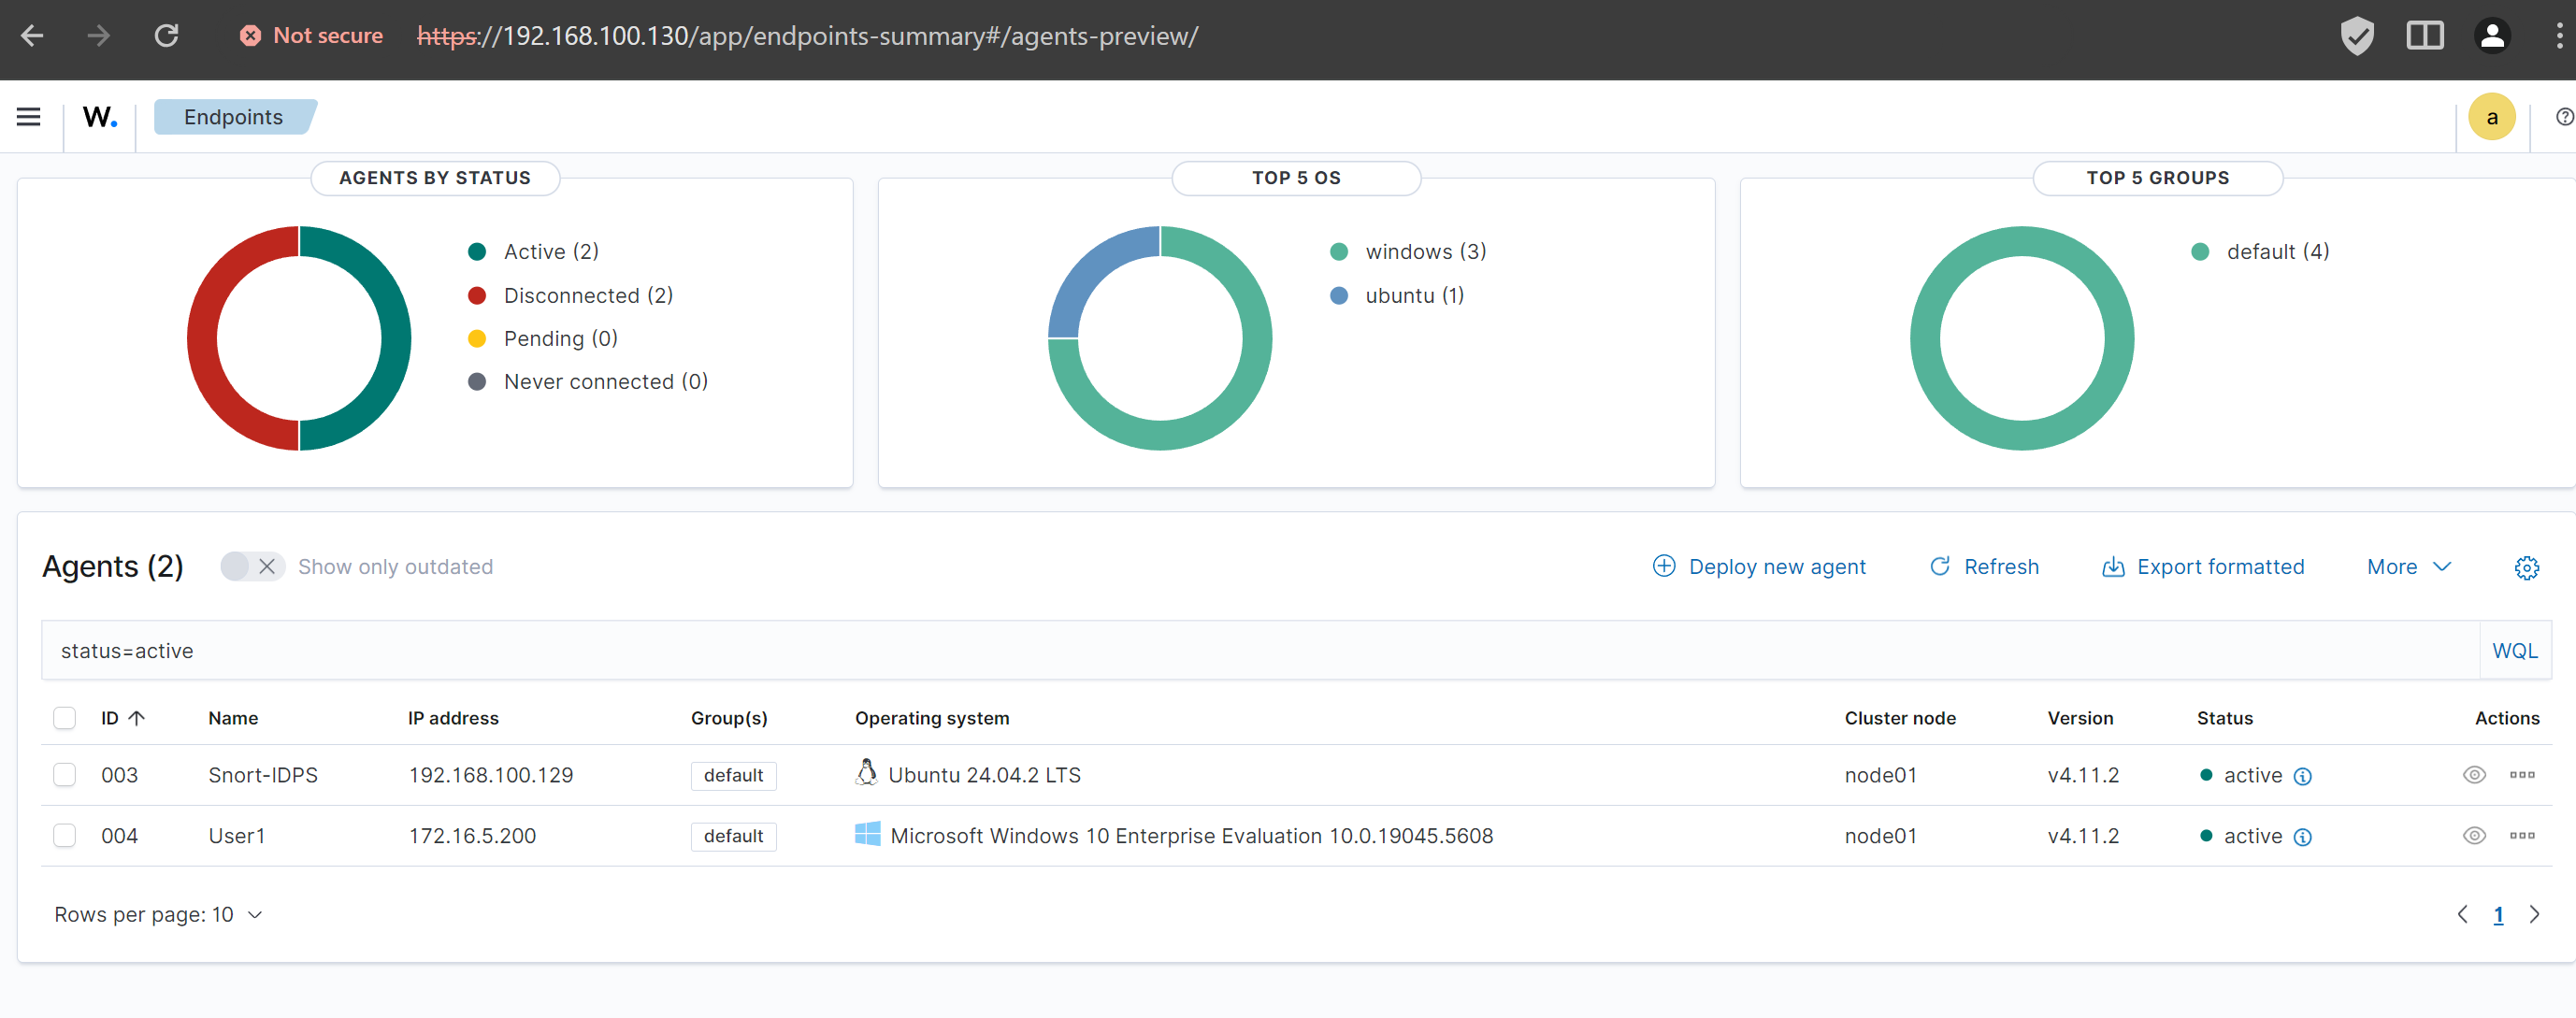 Not secure https://192.168.100.130/app/endpoints-summary#/agents-preview/
W. Endpoints a
AGENTS BY STATUS
Active (2)
Disconnected (2)
Pending (0)
Never connected (0)
TOP 5 OS
windows (3)
ubuntu (1)
TOP 5 GROUPS
default (4)
Agents (2) Show only outdated Deploy new agent Refresh Export formatted More
status=active WQL
ID Name IP address Group(s) Operating system Cluster node Version Status Actions
003 Snort-IDPS 192.168.100.129 default Ubuntu 24.04.2 LTS node01 v4.11.2 active
004 User1 172.16.5.200 default Microsoft Windows 10 Enterprise Evaluation 10.0.19045.5608 node01 v4.11.2 active
Rows per page: 10 1